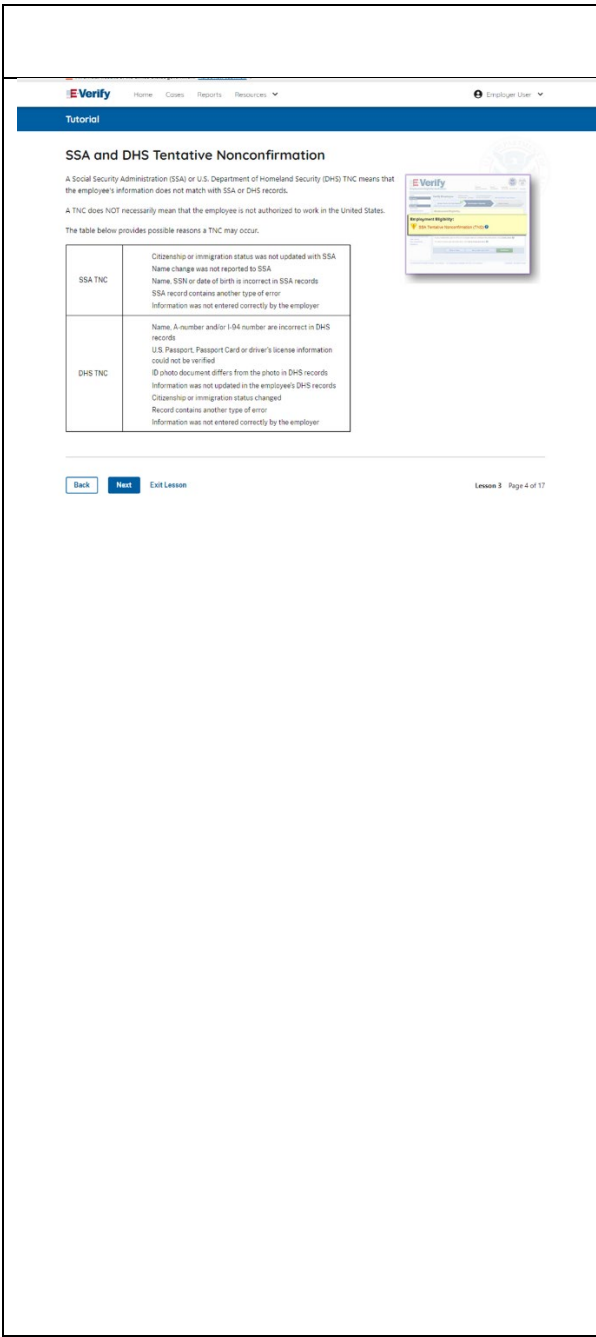 E-Verify Home Cases Reports Resources Employer User
Tutorial
SSA and DHS Tentative Nonconfirmation
A Social Security Administration (SSA) or U.S. Department of Homeland Security (DHS) TNC means that
the employee's information does not match with SSA or DHS records.
A TNC does NOT necessarily mean that the employee is not authorized to work in the United States.
The table below provides possible reasons a TNC may occur.
E-Verify
Employment Eligibility:
SSA Tentative Nonconfirmation (TNC)
SSA TNC
Citizenship or immigration status was not updated with SSA
Name change was not reported to SSA
Name, SSN or date of birth is incorrect in SSA records
SSA record contains another type of error
Information was not entered correctly by the employer
DHS TNC
Name, A-number and/or I-94 number are incorrect in DHS
records
U.S. Passport, Passport Card or driver's license information
could not be verified
ID photo document differs from the photo in DHS records
Information was not updated in the employee's DHS records
Citizenship or immigration status changed
Record contains another type of error
Information was not entered correctly by the employer
Back Next Exit Lesson Lesson 3 Page 4 of 17